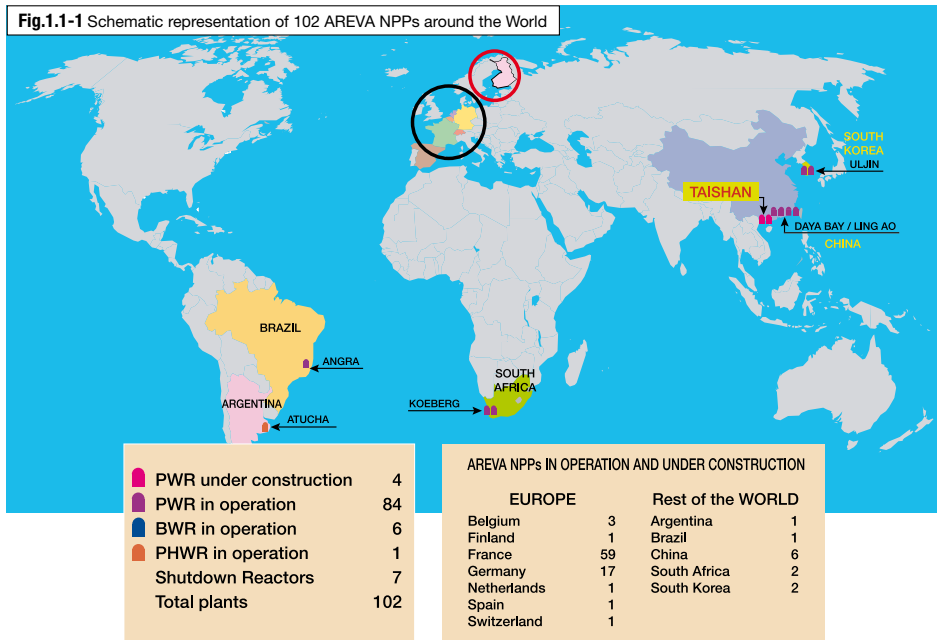 Fig.1.1-1 Schematic representation of 102 AREVA NPPs around the World
SOUTH
KOREA
ULJIN
TAISHAN
DAYA BAY / LING AO
CHINA
BRAZIL
ANGRA
SOUTH
AFRICA
KOEBERG
ARGENTINA
ATUCHA
PWR under construction 4
PWR in operation 84
BWR in operation 6
PHWR in operation 1
Shutdown Reactors 7
Total plants 102
AREVA NPPs IN OPERATION AND UNDER CONSTRUCTION
EUROPE
Belgium 3
Finland 1
France 59
Germany 17
Netherlands 1
Spain 1
Switzerland 1
Rest of the WORLD
Argentina 1
Brazil 1
China 6
South Africa 2
South Korea 2